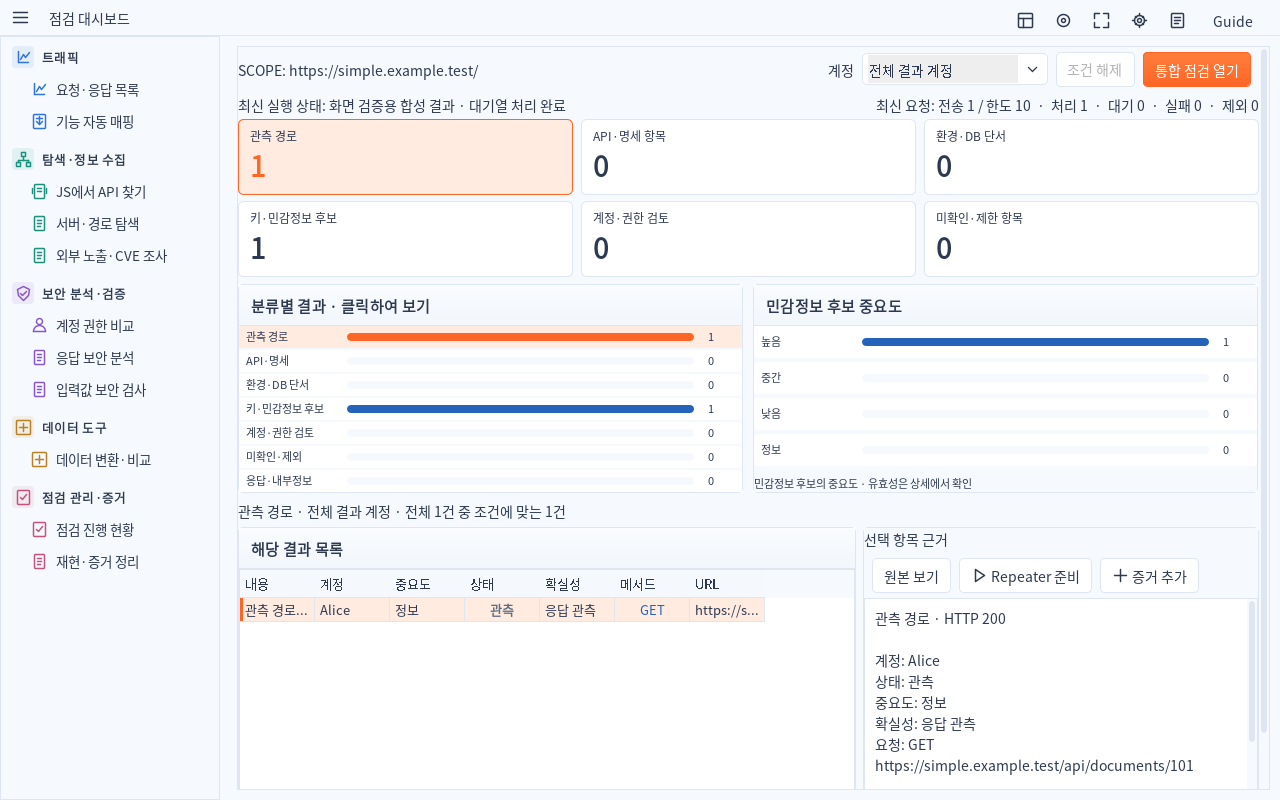 점검 대시보드
Guide
트래픽
요청·응답 목록
기능 자동 매핑
탐색·정보 수집
JS에서 API 찾기
서버·경로 탐색
외부 노출·CVE 조사
보안 분석·검증
계정 권한 비교
응답 보안 분석
입력값 보안 검사
데이터 도구
데이터 변환·비교
점검 관리·증거
점검 진행 현황
재현·증거 정리
SCOPE: https://simple.example.test/
계정
전체 결과 계정
조건 해제
통합 점검 열기
최신 실행 상태: 화면 검증용 합성 결과 · 대기열 처리 완료
최신 요청: 전송 1 / 한도 10 · 처리 1 · 대기 0 · 실패 0 · 제외 0
관측 경로
1
API·명세 항목
0
환경·DB 단서
0
키·민감정보 후보
1
계정·권한 검토
0
미확인·제한 항목
0
분류별 결과 · 클릭하여 보기
관측 경로 1
API·명세 0
환경·DB 단서 0
키·민감정보 후보 1
계정·권한 검토 0
미확인·제외 0
응답·내부정보 0
민감정보 후보 중요도
높음 1
중간 0
낮음 0
정보 0
민감정보 후보의 중요도 · 유효성은 상세에서 확인
관측 경로 · 전체 결과 계정 · 전체 1건 중 조건에 맞는 1건
해당 결과 목록
내용 계정 중요도 상태 확실성 메서드 URL
관측 경로... Alice 정보 관측 응답 관측 GET https://s...
선택 항목 근거
원본 보기
Repeater 준비
증거 추가
관측 경로 · HTTP 200
계정: Alice
상태: 관측
중요도: 정보
확실성: 응답 관측
요청: GET
https://simple.example.test/api/documents/101